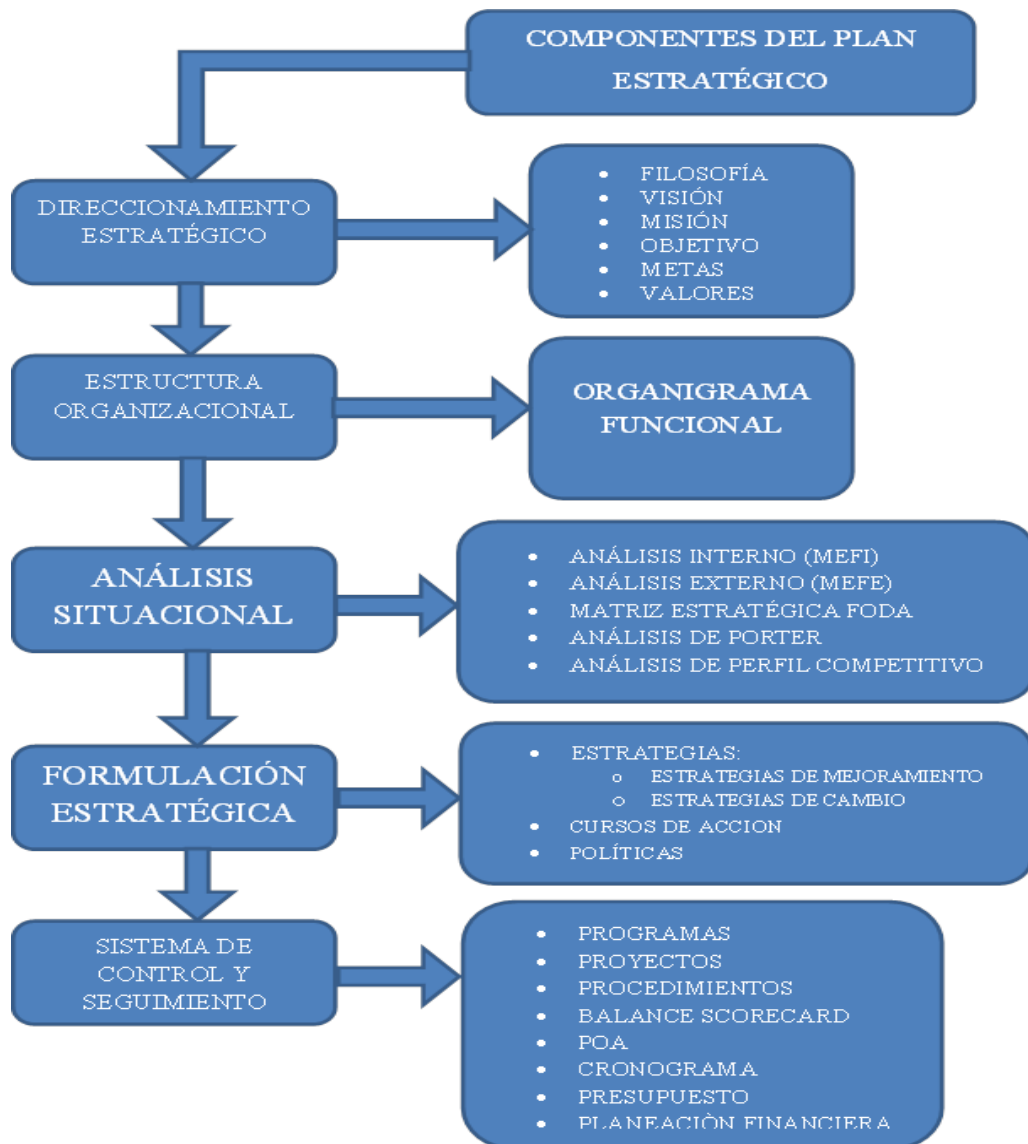 COMPONENTES DEL PLAN
ESTRATÉGICO
DIRECCIONAMIENTO
ESTRATÉGICO
• FILOSOFÍA
• VISIÓN
• MISIÓN
• OBJETIVO
• METAS
• VALORES
ESTRUCTURA
ORGANIZACIONAL
ORGANIGRAMA
FUNCIONAL
ANÁLISIS
SITUACIONAL
• ANÁLISIS INTERNO (MEFI)
• ANÁLISIS EXTERNO (MEFE)
• MATRIZ ESTRATÉGICA FODA
• ANÁLISIS DE PORTER
• ANÁLISIS DE PERFIL COMPETITIVO
FORMULACIÓN
ESTRATÉGICA
• ESTRATEGIAS:
o ESTRATEGIAS DE MEJORAMIENTO
o ESTRATEGIAS DE CAMBIO
• CURSOS DE ACCION
• POLÍTICAS
SISTEMA DE
CONTROL Y
SEGUIMIENTO
• PROGRAMAS
• PROYECTOS
• PROCEDIMIENTOS
• BALANCE SCORECARD
• POA
• CRONOGRAMA
• PRESUPUESTO
• PLANEACIÒN FINANCIERA